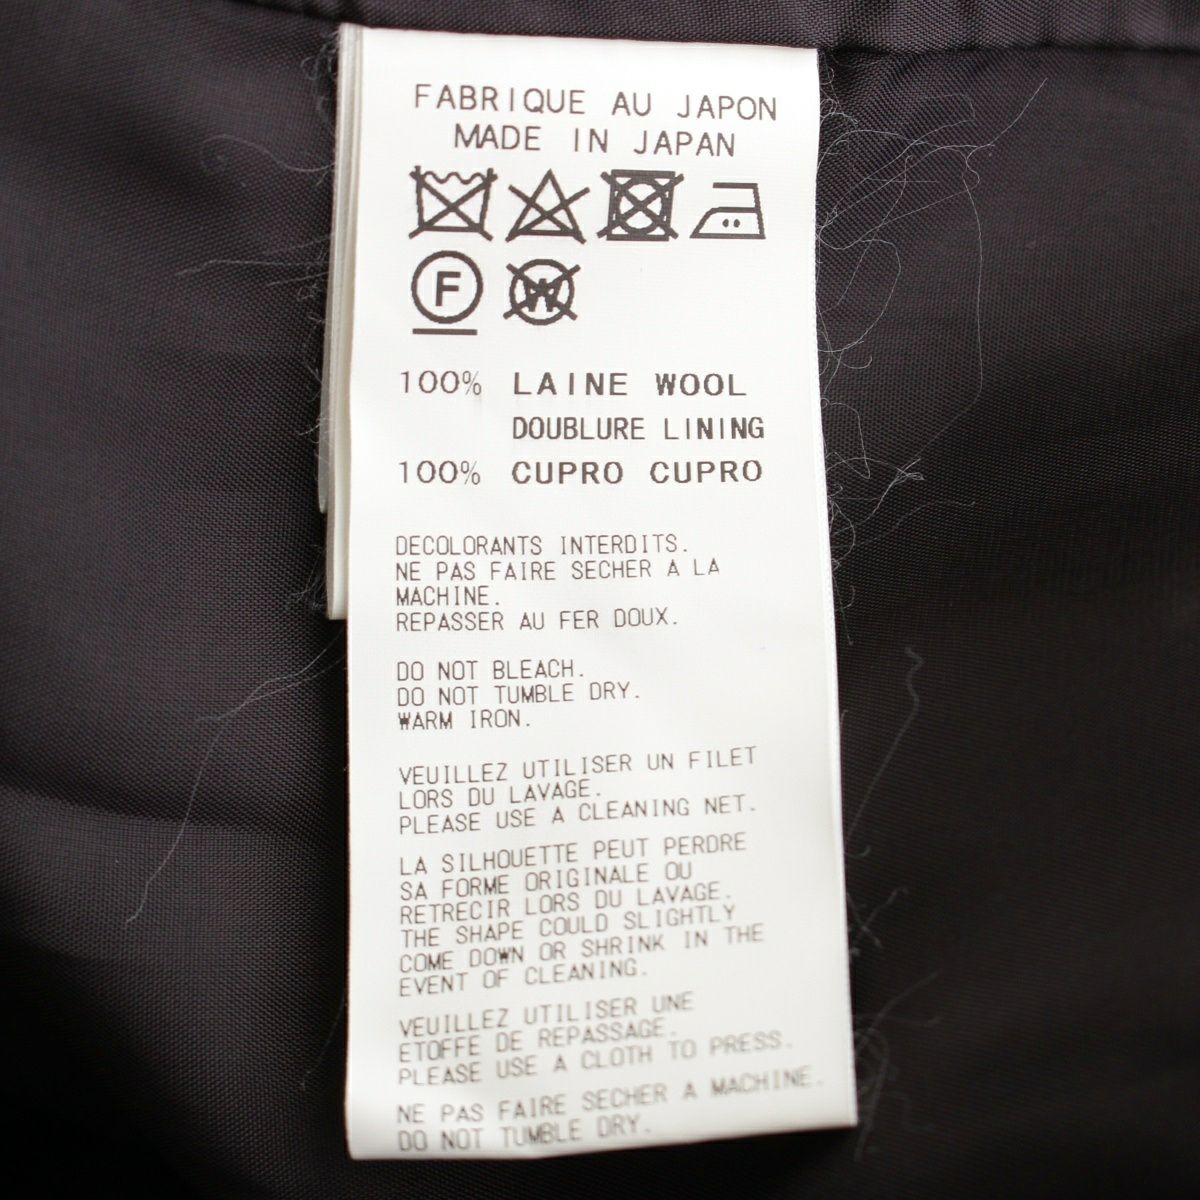 FABRIQUE AU JAPON
MADE IN JAPAN
F W
100% LAINE WOOL
DOUBLURE LINING
100% CUPRO CUPRO
DECOLORANTS INTERDITS.
NE PAS FAIRE SECHER A LA
MACHINE.
REPASSER AU FER DOUX.
DO NOT BLEACH.
DO NOT TUMBLE DRY.
WARM IRON.
VEUILLEZ UTILISER UN FILET
LORS DU LAVAGE.
PLEASE USE A CLEANING NET.
LA SILHOUETTE PEUT PERDRE
SA FORME ORIGINALE OU
RETRECIR LORS DU LAVAGE.
THE SHAPE COULD SLIGHTLY
COME DOWN OR SHRINK IN THE
EVENT OF CLEANING.
VEUILLEZ UTILISER UNE
ETOFFE DE REPASSAGE.
PLEASE USE A CLOTH TO PRESS.
NE PAS FAIRE SECHER A MACHINE.
DO NOT TUMBLE DRY.